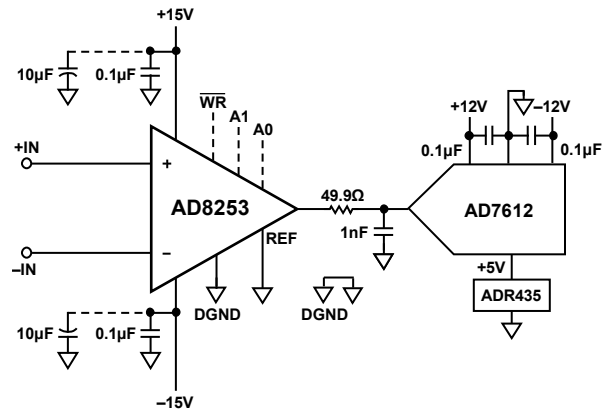 +15V
10µF
0.1µF
WR
A1
A0
+12V
–12V
0.1µF
0.1µF
+IN
+
AD8253
49.9Ω
AD7612
1nF
–
REF
–IN
+5V
DGND
DGND
ADR435
10µF
0.1µF
–15V